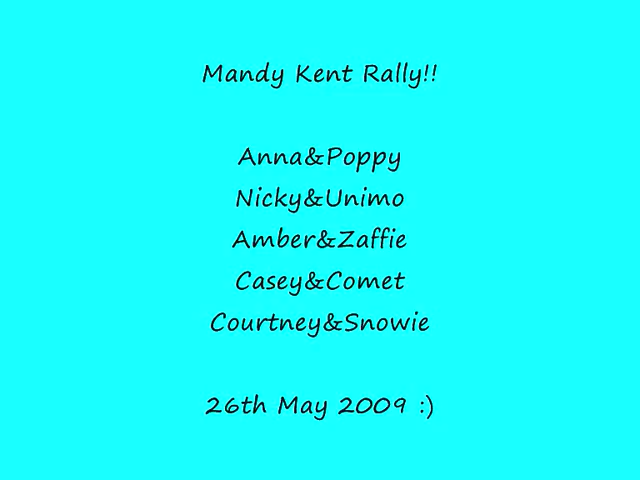 Mandy Kent Rally!!
Anna&Poppy
Nicky&Unimo
Amber&Zaffie
Casey&Comet
Courtney&Snowie
26th May 2009 :)